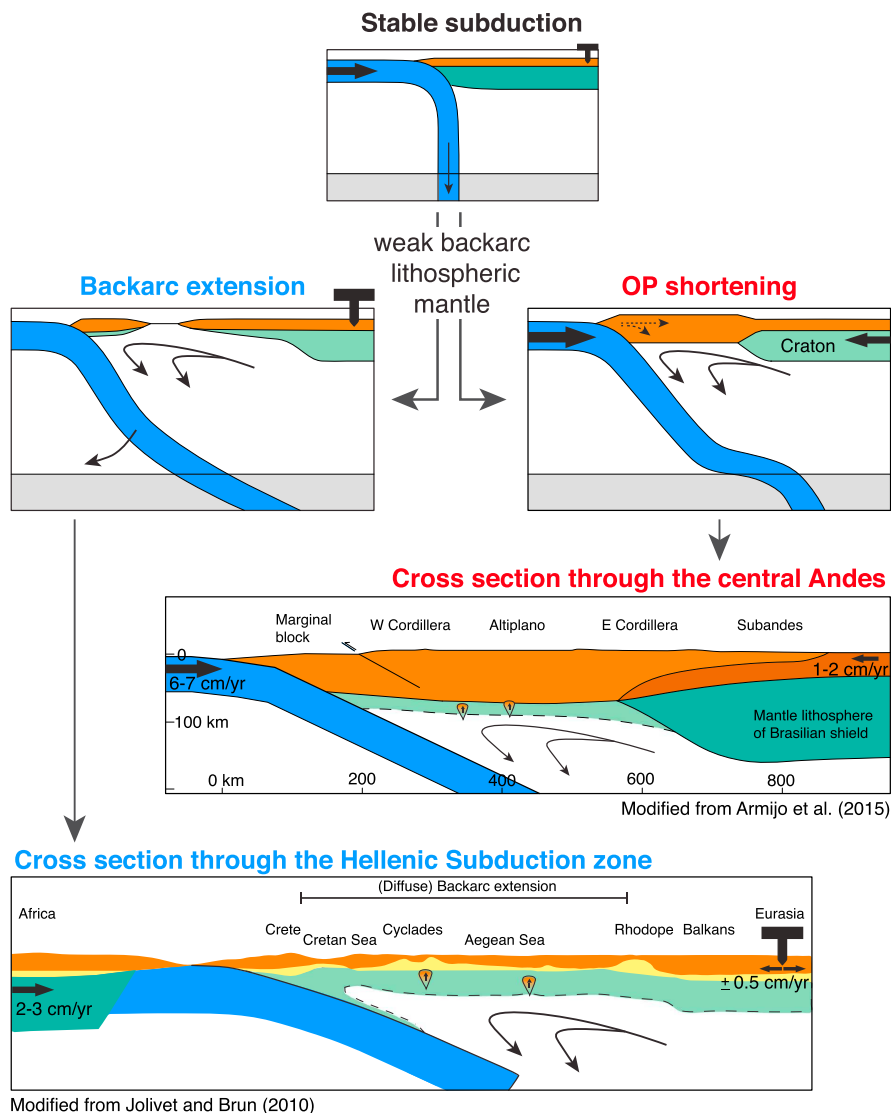 Stable subduction
weak backarc
lithospheric
mantle
Backarc extension
OP shortening
Craton
Cross section through the central Andes
Marginal
block
W Cordillera
Altiplano
E Cordillera
Subandes
0
6-7 cm/yr
1-2 cm/yr
100 km
Mantle lithosphere
of Brasilian shield
0 km
200
400
600
800
Modified from Armijo et al. (2015)
Cross section through the Hellenic Subduction zone
(Diffuse) Backarc extension
Africa
Crete
Cretan Sea
Cyclades
Aegean Sea
Rhodope
Balkans
Eurasia
2-3 cm/yr
± 0.5 cm/yr
Modified from Jolivet and Brun (2010)